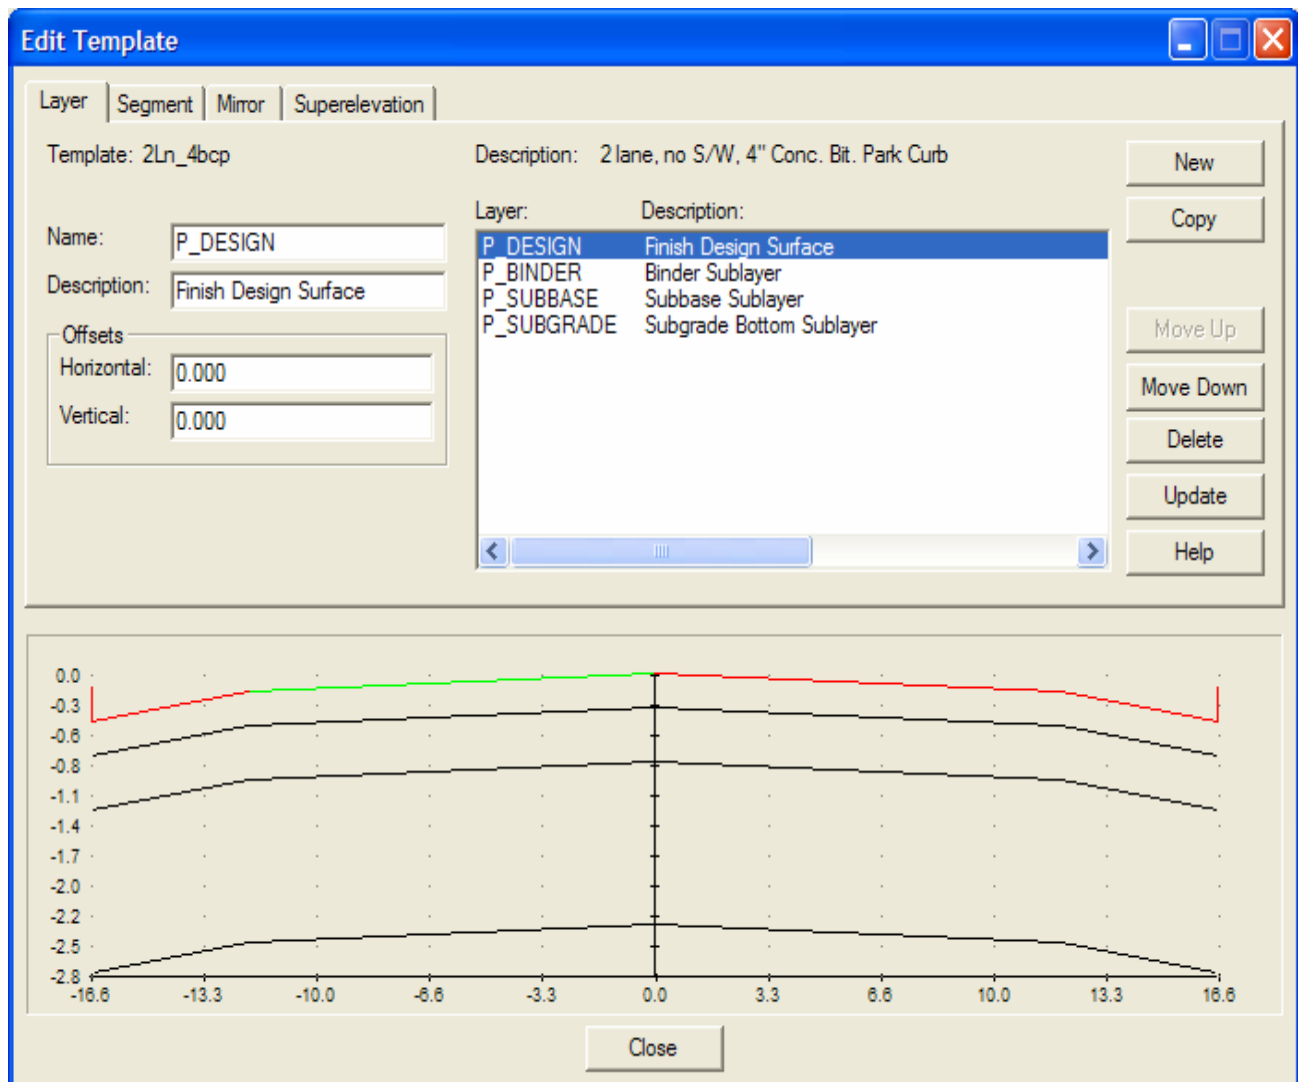 Edit Template
Layer Segment Mirror Superelevation
Template: 2Ln_4bcp
Description: 2 lane, no S/W, 4" Conc. Bit. Park Curb
New
Copy
Name: P_DESIGN
Description: Finish Design Surface
Offsets
Horizontal: 0.000
Vertical: 0.000
Layer: Description:
P_DESIGN Finish Design Surface
P_BINDER Binder Sublayer
P_SUBBASE Subbase Sublayer
P_SUBGRADE Subgrade Bottom Sublayer
Move Up
Move Down
Delete
Update
Help
0.0
-0.3
-0.6
-0.8
-1.1
-1.4
-1.7
-2.0
-2.2
-2.5
-2.8
-16.6 -13.3 -10.0 -6.6 -3.3 0.0 3.3 6.6 10.0 13.3 16.6
Close